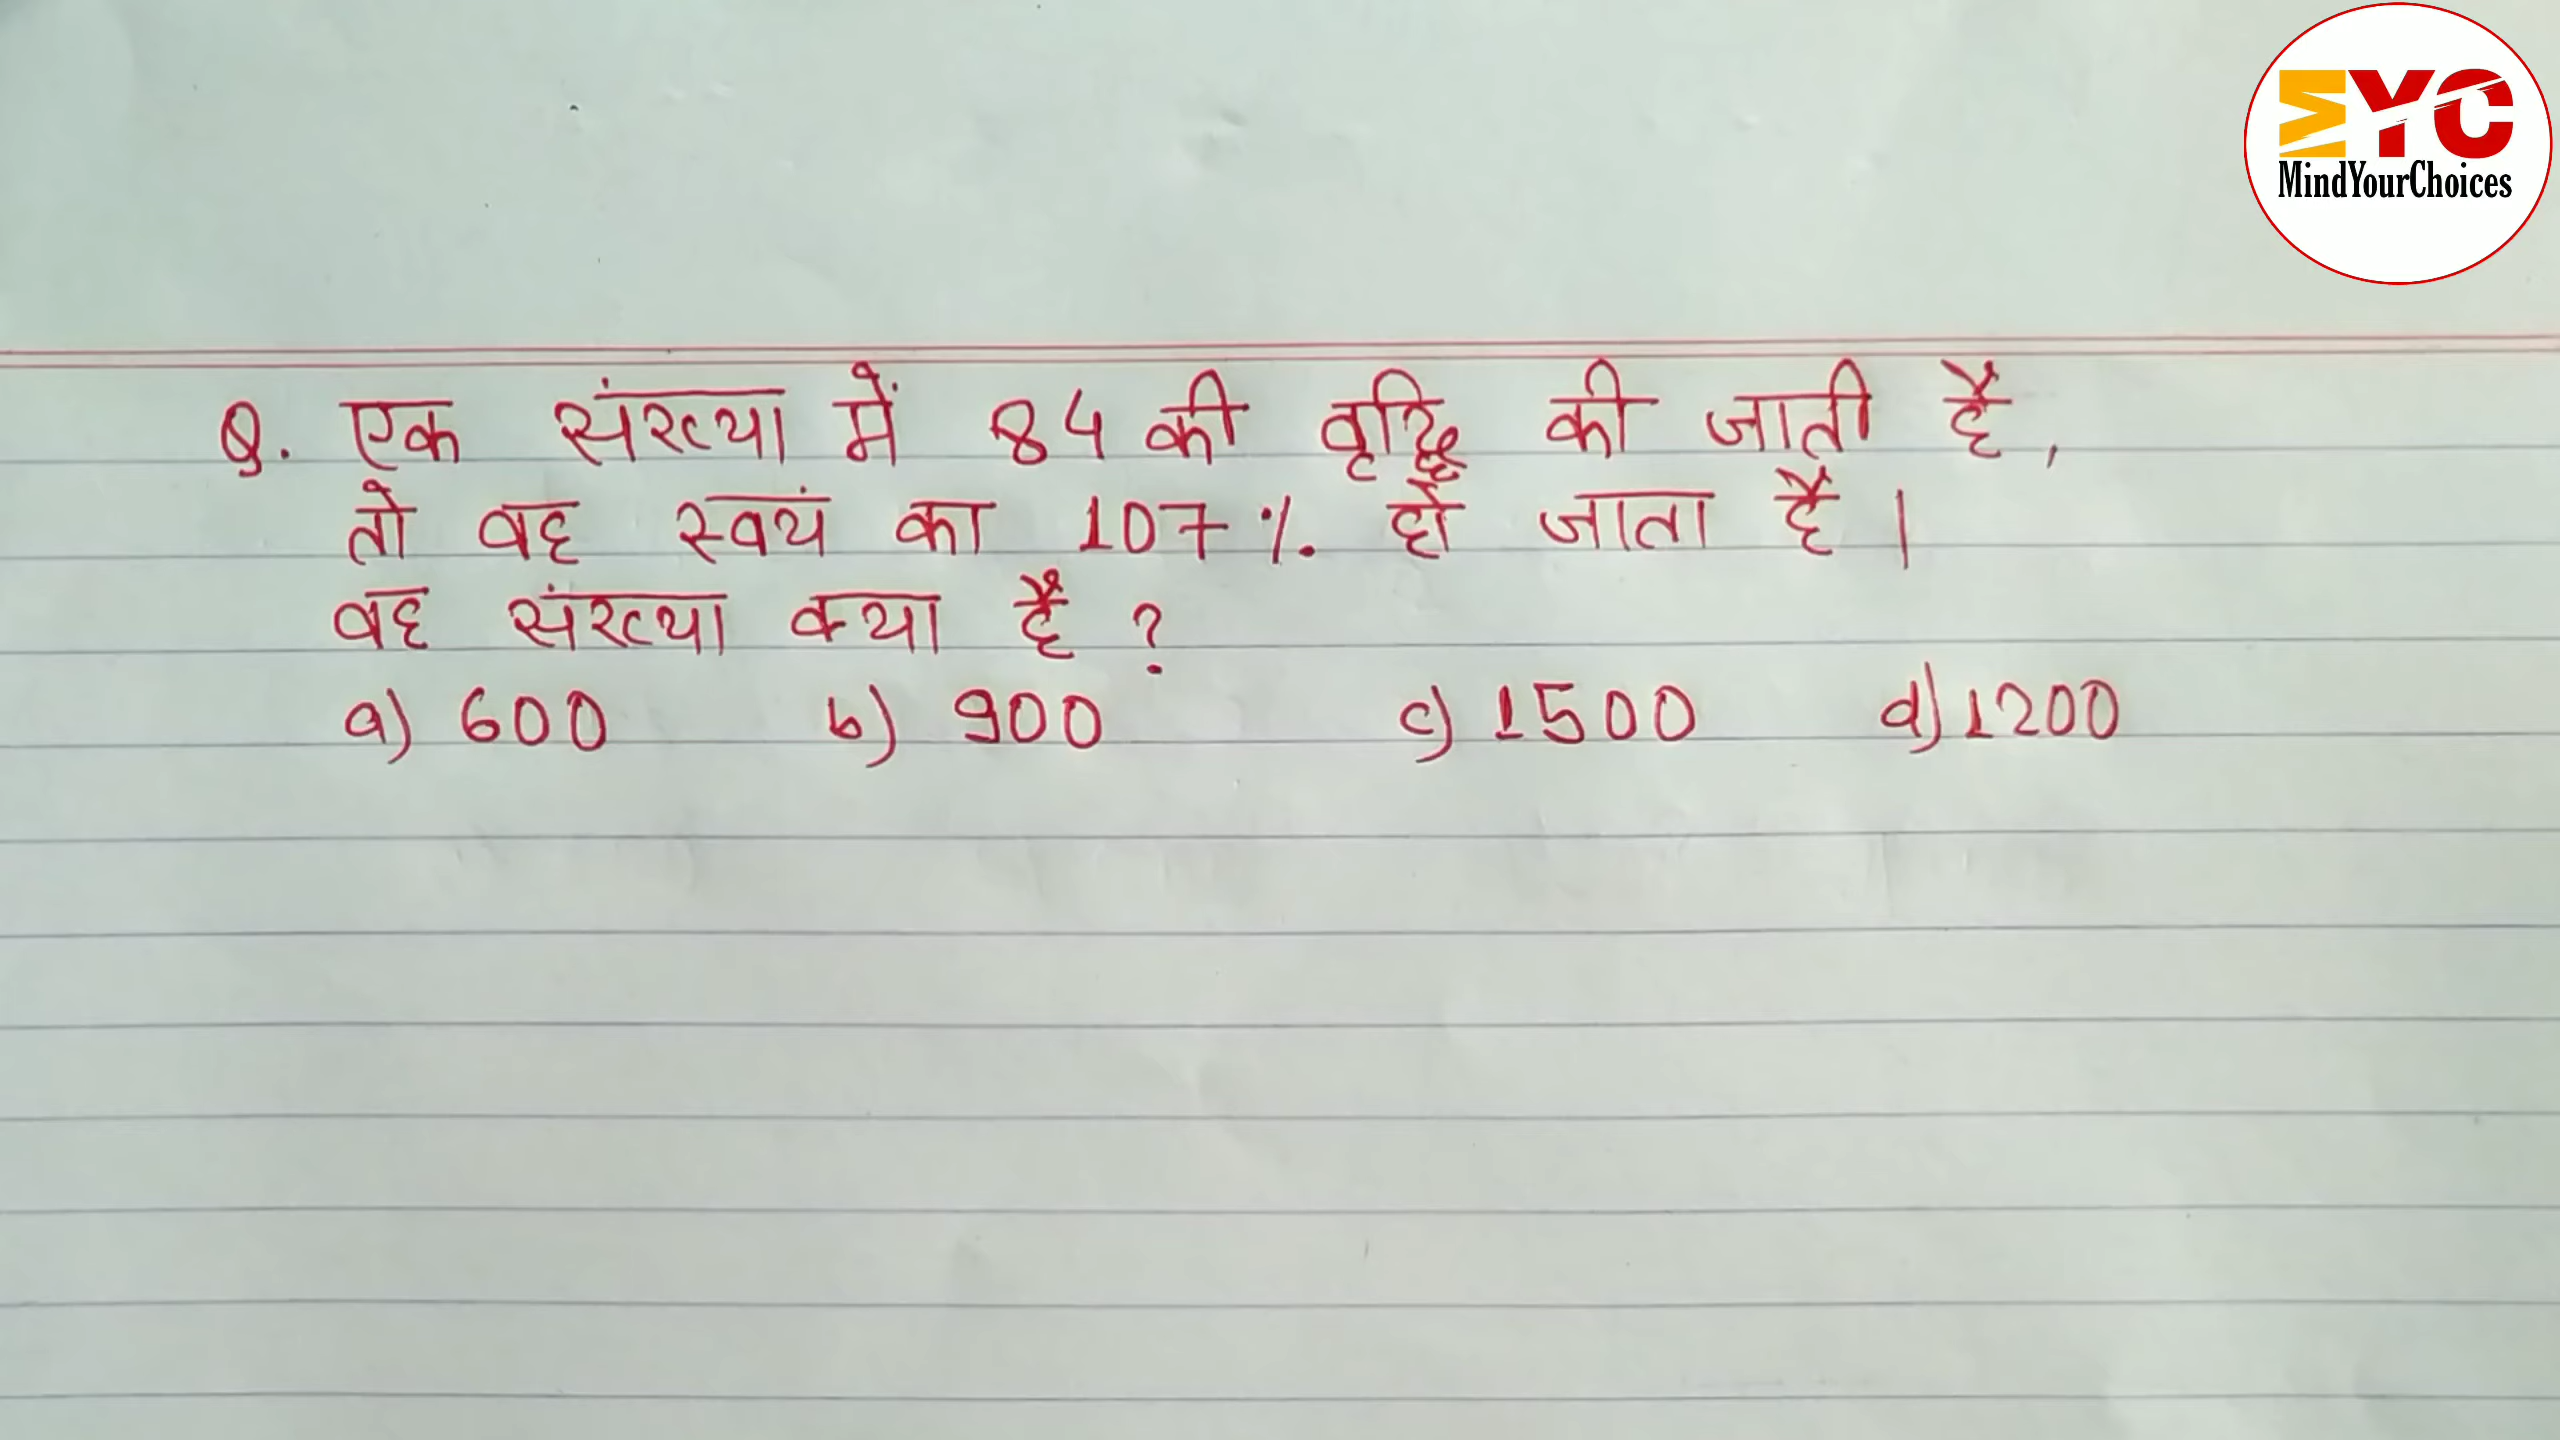 MYC
MindYourChoices
Q. एक संख्या में 84 की वृद्धि की जाती है,
तो वह स्वयं का 107% हो जाता है।
वह संख्या क्या है ?
a) 600 b) 900 c) 1500 d) 1200